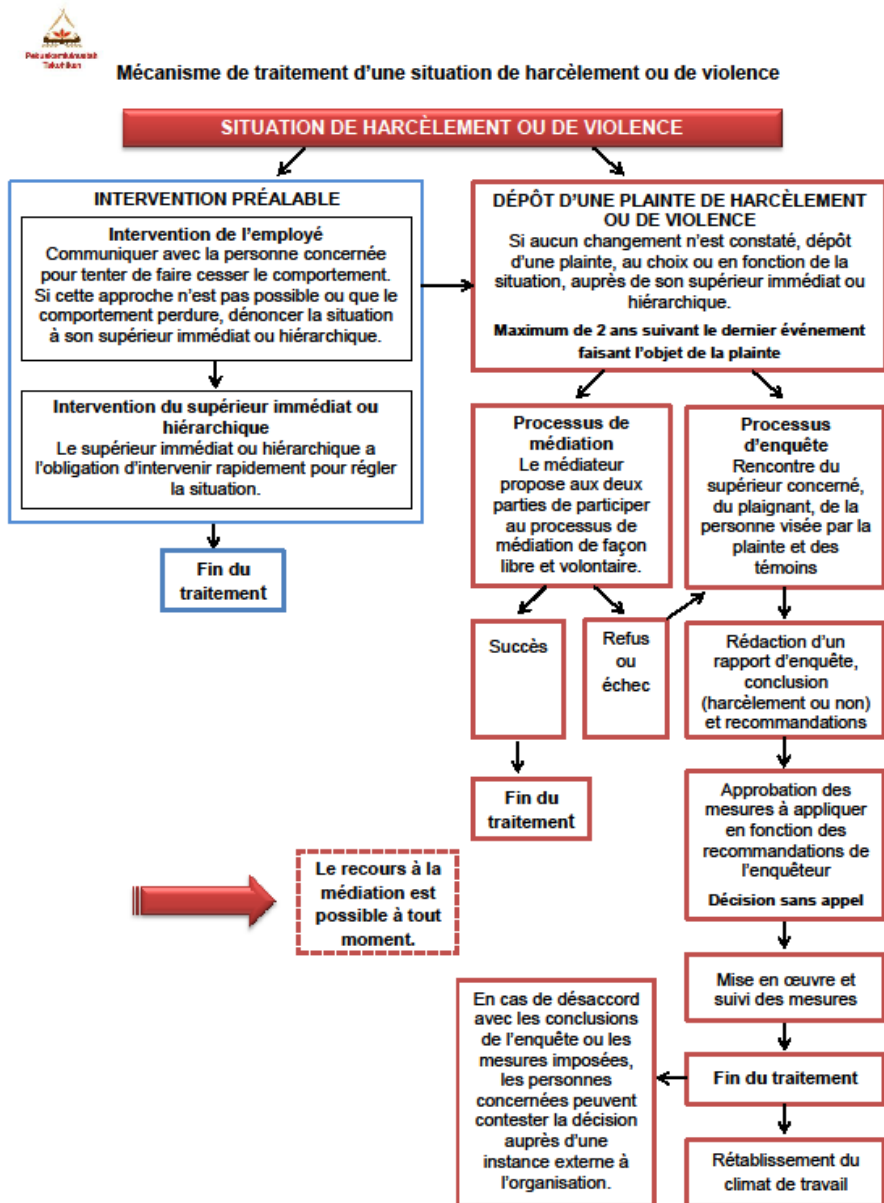 Pekuakamiulnuatsh
Takuhikan
Mécanisme de traitement d'une situation de harcèlement ou de violence
SITUATION DE HARCÈLEMENT OU DE VIOLENCE
INTERVENTION PRÉALABLE
Intervention de l'employé
Communiquer avec la personne concernée
pour tenter de faire cesser le comportement.
Si cette approche n'est pas possible ou que le
comportement perdure, dénoncer la situation
à son supérieur immédiat ou hiérarchique.
Intervention du supérieur immédiat ou
hiérarchique
Le supérieur immédiat ou hiérarchique a
l'obligation d'intervenir rapidement pour régler
la situation.
Fin du
traitement
DÉPÔT D'UNE PLAINTE DE HARCÈLEMENT
OU DE VIOLENCE
Si aucun changement n'est constaté, dépôt
d'une plainte, au choix ou en fonction de la
situation, auprès de son supérieur immédiat ou
hiérarchique.
Maximum de 2 ans suivant le dernier événement
faisant l'objet de la plainte
Processus de
médiation
Le médiateur
propose aux deux
parties de participer
au processus de
médiation de façon
libre et volontaire.
Succès
Refus
ou
échec
Fin du
traitement
Processus
d'enquête
Rencontre du
supérieur concerné,
du plaignant, de la
personne visée par la
plainte et des
témoins
Rédaction d'un
rapport d'enquête,
conclusion
(harcèlement ou non)
et recommandations
Approbation des
mesures à appliquer
en fonction des
recommandations de
l'enquêteur
Décision sans appel
Mise en œuvre et
suivi des mesures
Fin du traitement
Rétablissement du
climat de travail
En cas de désaccord
avec les conclusions
de l'enquête ou les
mesures imposées,
les personnes
concernées peuvent
contester la décision
auprès d'une
instance externe à
l'organisation.
Le recours à la
médiation est
possible à tout
moment.